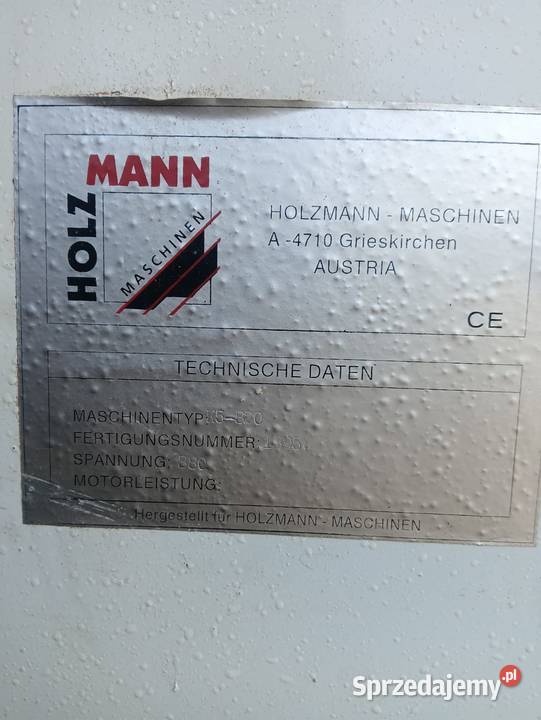 HOLZ
MANN
MASCHINEN
HOLZMANN - MASCHINEN
A -4710 Grieskirchen
AUSTRIA
CE
TECHNISCHE DATEN
MASCHINENTYP:
FERTIGUNGSNUMMER:
SPANNUNG: 380
MOTORLEISTUNG:
Hergestellt für HOLZMANN - MASCHINEN
Sprzedajemy.pl